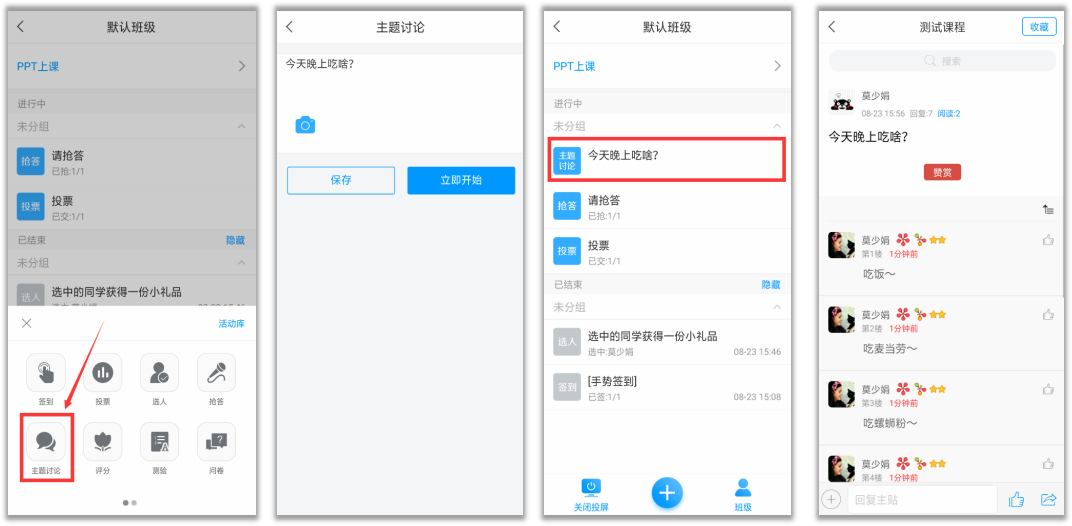 默认班级
PPT上课
进行中
未分组
抢答
请抢答
已抢:1/1
投票
投票
已交:1/1
已结束
隐藏
未分组
选人
选中的同学获得一份小礼品
活动库
签到
投票
选人
抢答
主题讨论
评分
测验
问卷
主题讨论
今天晚上吃啥?
保存
立即开始
默认班级
PPT上课
进行中
未分组
主题
讨论
今天晚上吃啥?
抢答
请抢答
已抢:1/1
投票
投票
已交:1/1
已结束
隐藏
未分组
选人
选中的同学获得一份小礼品
选中:莫少娟
08-23 15:46
签到
[手势签到]
已签:1/1
08-23 15:08
关闭投屏
班级
测试课程
收藏
搜索
莫少娟
08-23 15:56 回复:7 阅读:2
今天晚上吃啥?
赞赏
莫少娟
第1楼 1分钟前
吃饭~
莫少娟
第2楼 1分钟前
吃麦当劳~
莫少娟
第3楼 1分钟前
吃螺蛳粉~
莫少娟
第4楼 1分钟前
回复主贴